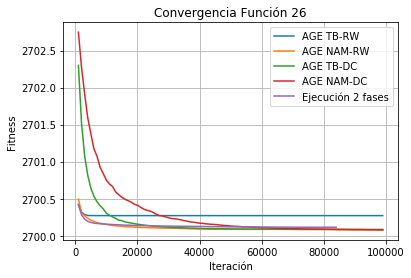 Convergencia Función 26
AGE TB-RW
AGE NAM-RW
AGE TB-DC
AGE NAM-DC
Ejecución 2 fases
Fitness
2702.5
2702.0
2701.5
2701.0
2700.5
2700.0
0 20000 40000 60000 80000 100000
Iteración